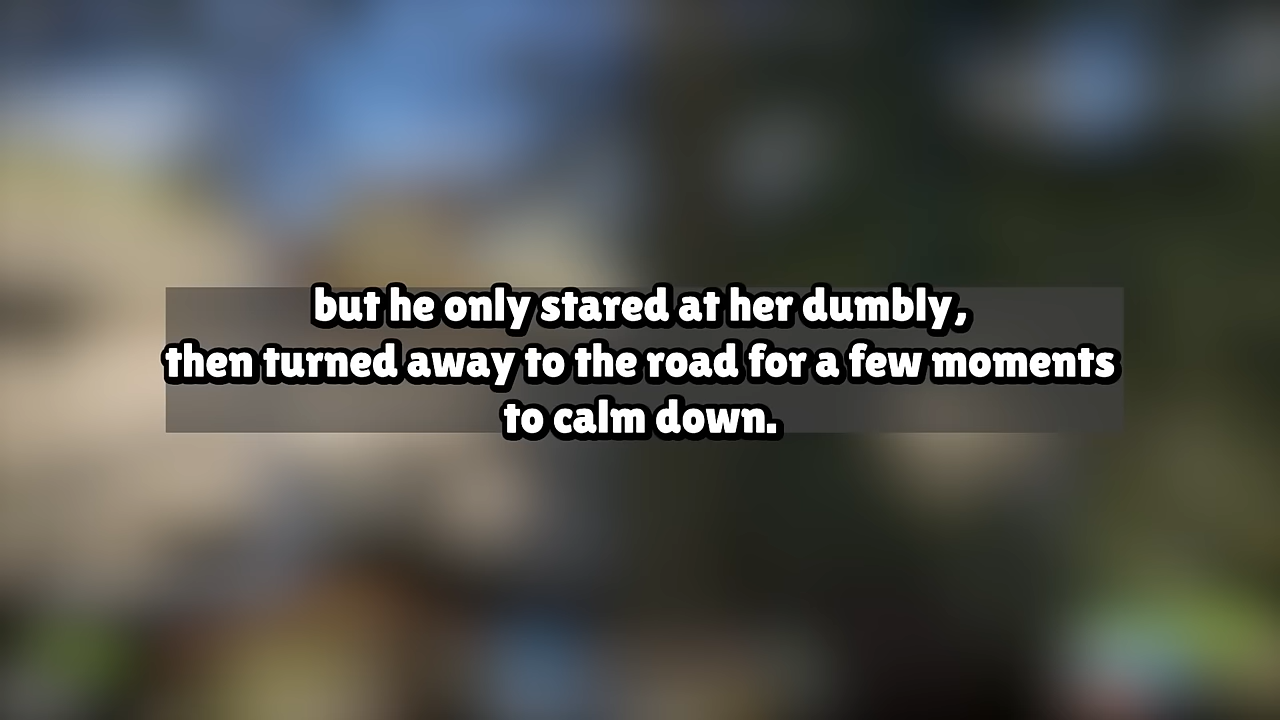 but he only stared at her dumbly,
then turned away to the road for a few moments
to calm down.